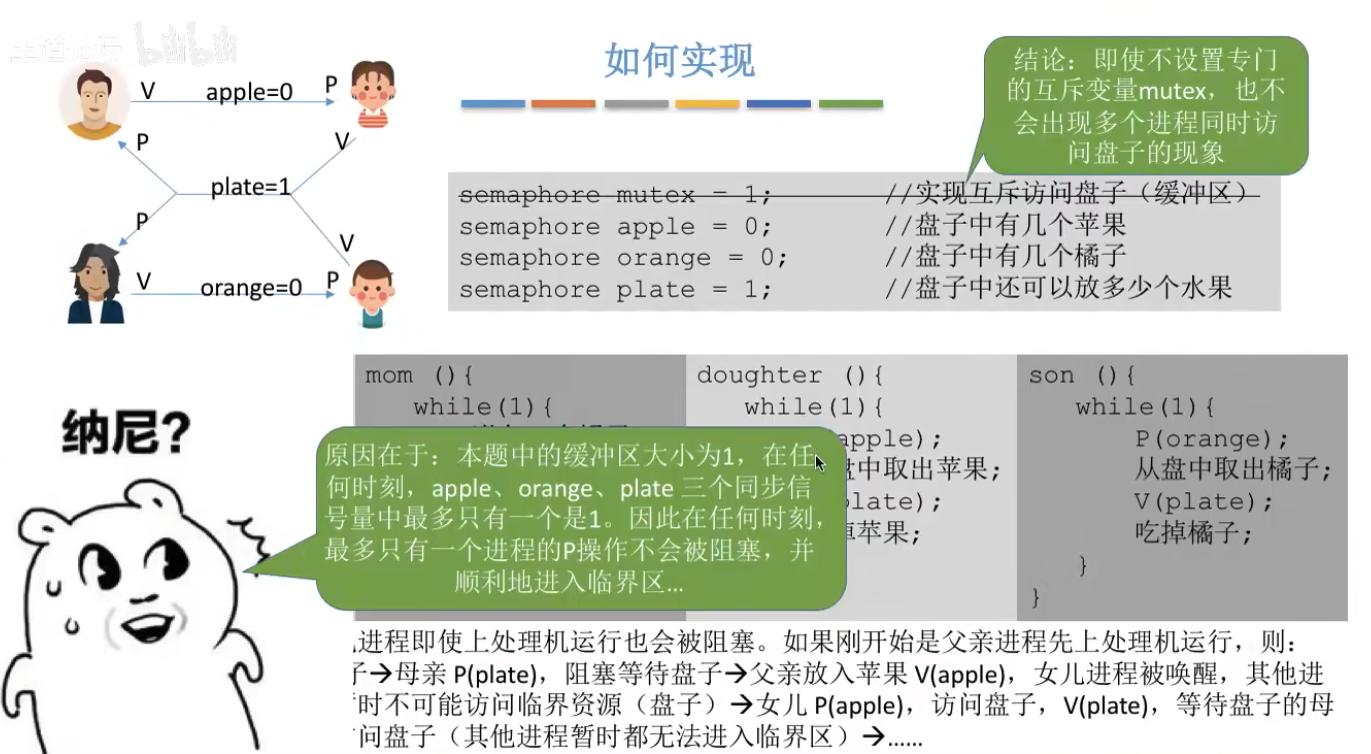 王道论坛 bilibili
如何实现
结论：即使不设置专门
的互斥变量mutex，也不
会出现多个进程同时访
问盘子的现象
V apple=0 P
P V
plate=1
P V
V orange=0 P
semaphore mutex = 1; //实现互斥访问盘子（缓冲区）
semaphore apple = 0; //盘子中有几个苹果
semaphore orange = 0; //盘子中有几个橘子
semaphore plate = 1; //盘子中还可以放多少个水果
纳尼?
mom (){
while(1){
原因在于：本题中的缓冲区大小为1，在任
何时刻，apple、orange、plate 三个同步信
号量中最多只有一个是1。因此在任何时刻，
最多只有一个进程的P操作不会被阻塞，并
顺利地进入临界区...
doughter (){
while(1){
apple);
盘中取出苹果;
late);
掉苹果;
son (){
while(1){
P(orange);
从盘中取出橘子;
V(plate);
吃掉橘子;
}
}
进程即使上处理机运行也会被阻塞。如果刚开始是父亲进程先上处理机运行，则：
子→母亲 P(plate)，阻塞等待盘子→父亲放入苹果 V(apple)，女儿进程被唤醒，其他进
时不可能访问临界资源（盘子）→女儿 P(apple)，访问盘子，V(plate)，等待盘子的母
问盘子（其他进程暂时都无法进入临界区）→......